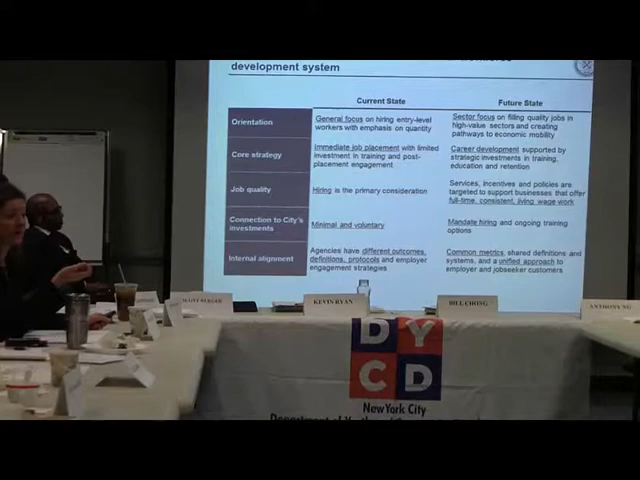 development system
Current State
Future State
Orientation
General focus on hiring entry-level
workers with emphasis on quantity
Sector focus on filling quality jobs in
high-value sectors and creating
pathways to economic mobility
Core strategy
Immediate job placement with limited
investment in training and post-
placement engagement
Career development supported by
strategic investments in training,
education and retention
Job quality
Hiring is the primary consideration
Services, incentives and policies are
targeted to support businesses that offer
full-time, consistent, living wage work
Connection to City's
investments
Minimal and voluntary
Mandate hiring and ongoing training
options
Internal alignment
Agencies have different outcomes,
definitions, protocols and employer
engagement strategies
Common metrics, shared definitions and
systems, and a unified approach to
employer and jobseeker customers
KEVIN RYAN
BILL CHONG
ANTHONY NG
DY
CD
New York City